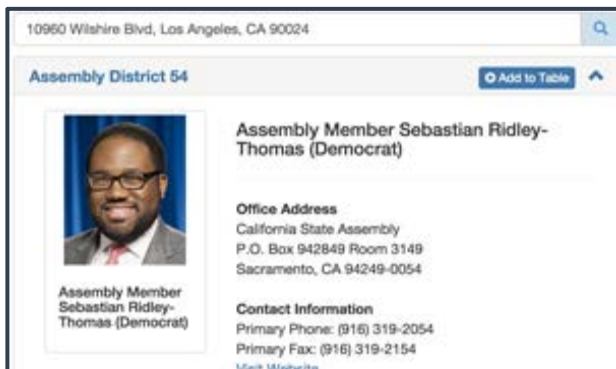 10960 Wilshire Blvd, Los Angeles, CA 90024
Assembly District 54
Add to Table
Assembly Member Sebastian Ridley-
Thomas (Democrat)
Office Address
California State Assembly
P.O. Box 942849 Room 3149
Sacramento, CA 94249-0054
Contact Information
Primary Phone: (916) 319-2054
Primary Fax: (916) 319-2154
Visit Website
Assembly Member
Sebastian Ridley-
Thomas (Democrat)